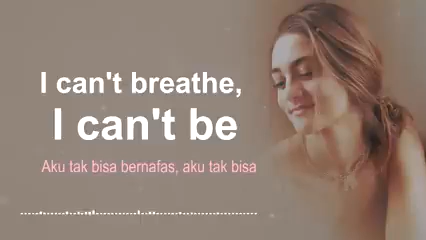 I can't breathe,
I can't be
Aku tak bisa bernafas, aku tak bisa